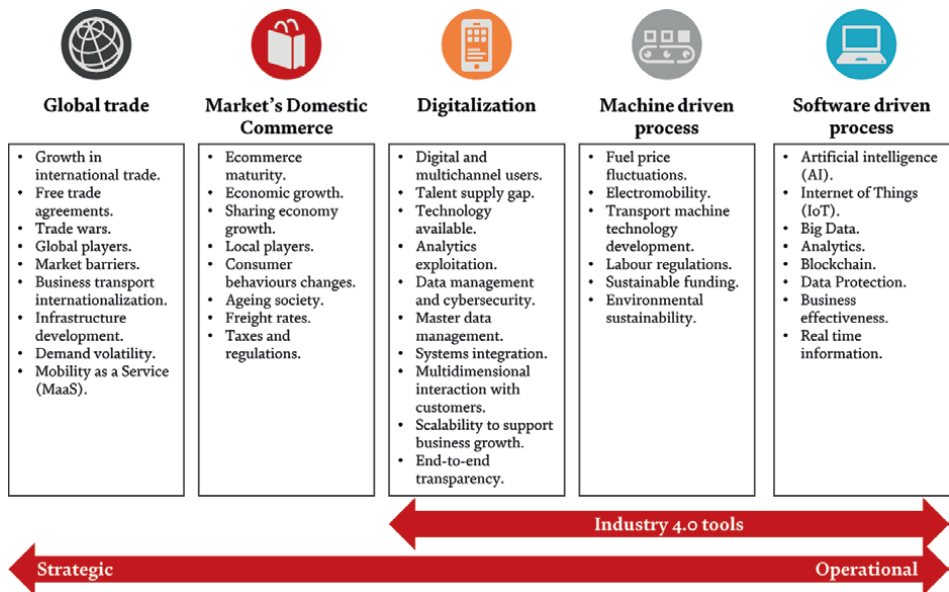 Global trade
• Growth in
international trade.
• Free trade
agreements.
• Trade wars.
• Global players.
• Market barriers.
• Business transport
internationalization.
• Infrastructure
development.
• Demand volatility.
• Mobility as a Service
(MaaS).
Market's Domestic
Commerce
• Ecommerce
maturity.
• Economic growth.
• Sharing economy
growth.
• Local players.
• Consumer
behaviours changes.
• Ageing society.
• Freight rates.
• Taxes and
regulations.
Digitalization
• Digital and
multichannel users.
• Talent supply gap.
• Technology
available.
• Analytics
exploitation.
• Data management
and cybersecurity.
• Master data
management.
• Systems integration.
• Multidimensional
interaction with
customers.
• Scalability to support
business growth.
• End-to-end
transparency.
Machine driven
process
• Fuel price
fluctuations.
• Electromobility.
• Transport machine
technology
development.
• Labour regulations.
• Sustainable funding.
• Environmental
sustainability.
Software driven
process
• Artificial intelligence
(AI).
• Internet of Things
(IoT).
• Big Data.
• Analytics.
• Blockchain.
• Data Protection.
• Business
effectiveness.
• Real time
information.
Industry 4.0 tools
Strategic
Operational